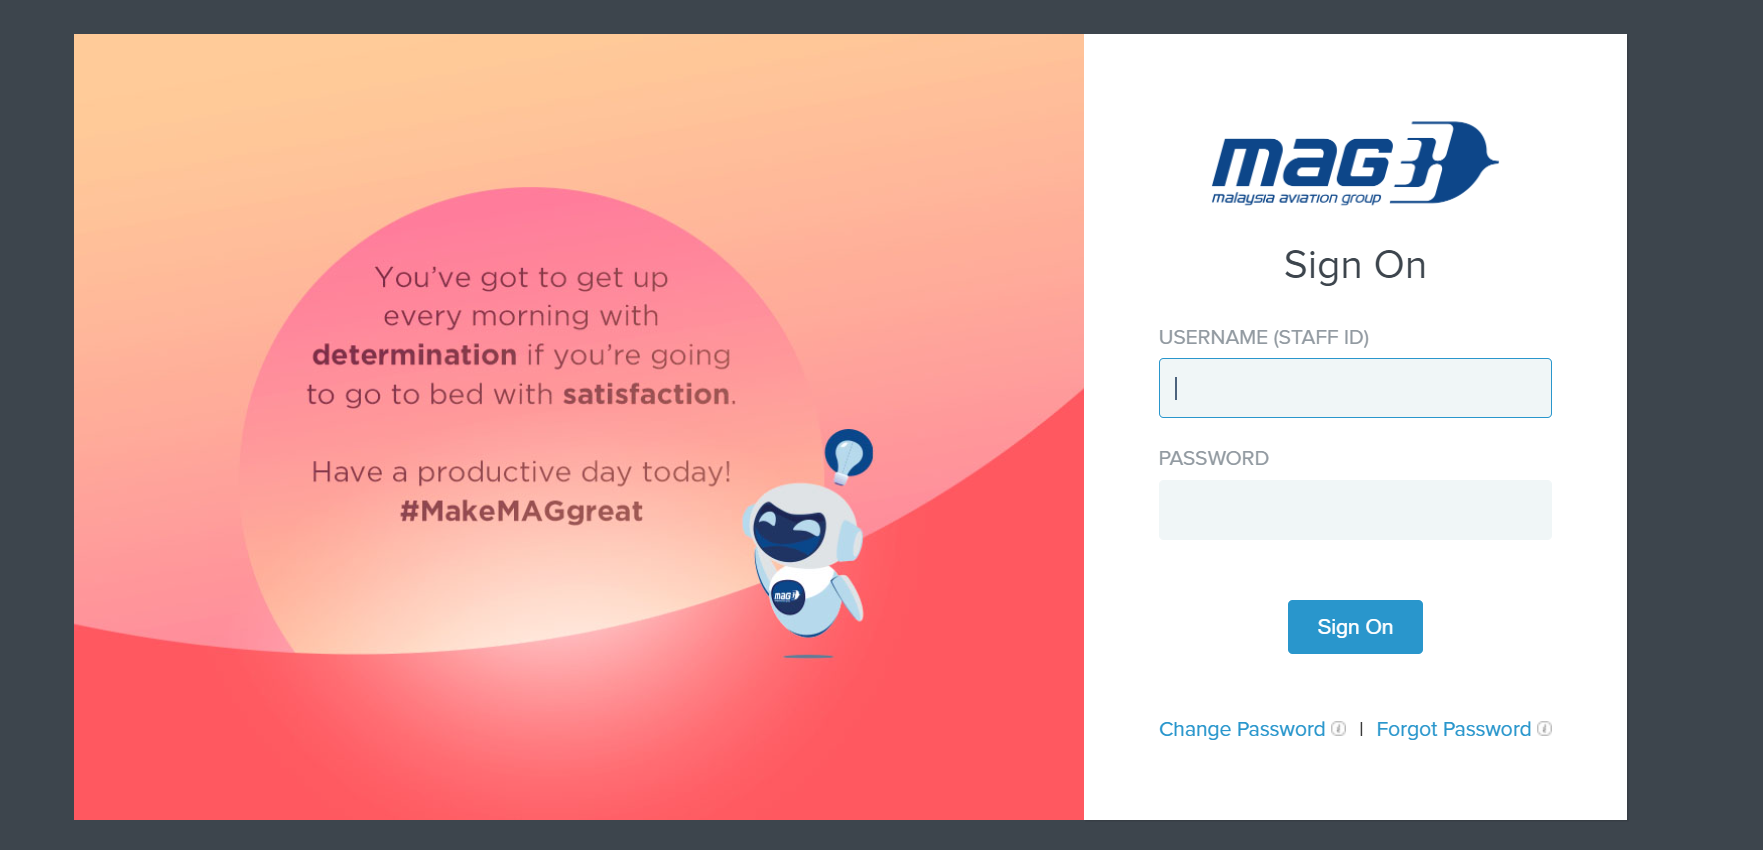 You've got to get up
every morning with
determination if you're going
to go to bed with satisfaction.
Have a productive day today!
#MakeMAGgreat
mag
mag
malaysia aviation group
Sign On
USERNAME (STAFF ID)
PASSWORD
Sign On
Change Password i | Forgot Password i